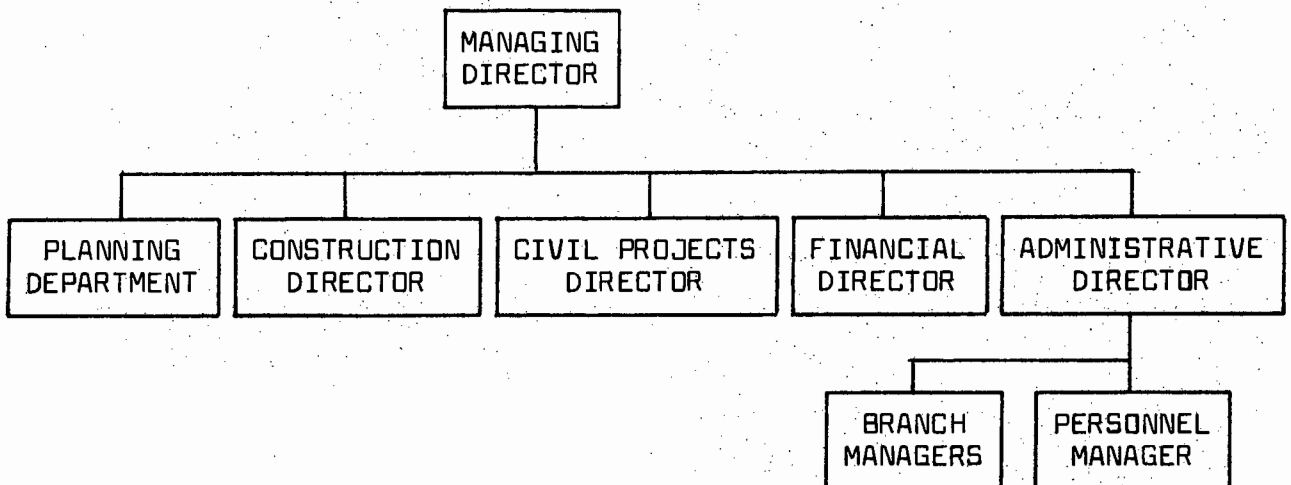 MANAGING
DIRECTOR
PLANNING
DEPARTMENT
CONSTRUCTION
DIRECTOR
CIVIL PROJECTS
DIRECTOR
FINANCIAL
DIRECTOR
ADMINISTRATIVE
DIRECTOR
BRANCH
MANAGERS
PERSONNEL
MANAGER